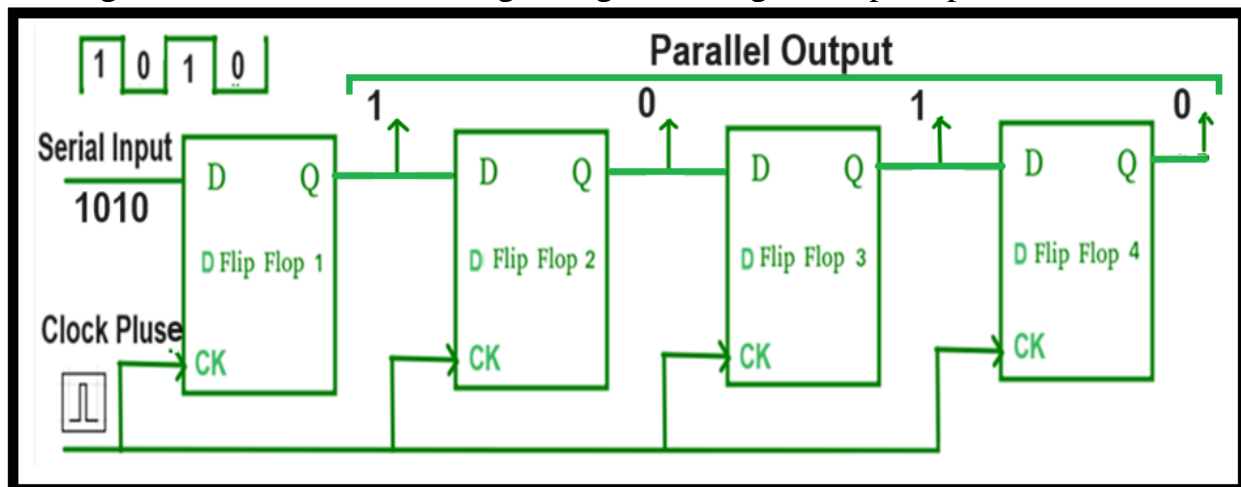 1 0 1 0
Parallel Output
1 0 1 0
Serial Input
1010
D Q
D Q
D Q
D Q
D Flip Flop 1
D Flip Flop 2
D Flip Flop 3
D Flip Flop 4
Clock Pluse
CK
CK
CK
CK